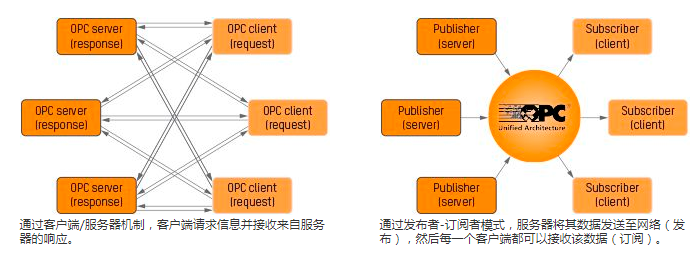 OPC server
(response)
OPC client
(request)
OPC server
(response)
OPC client
(request)
OPC server
(response)
OPC client
(request)
通过客户端/服务器机制，客户端请求信息并接收来自服务
器的响应。
Publisher
(server)
Subscriber
(client)
Publisher
(server)
OPC
Unified Architecture
Subscriber
(client)
Publisher
(server)
Subscriber
(client)
通过发布者-订阅者模式，服务器将其数据发送至网络（发
布），然后每一个客户端都可以接收该数据（订阅）。